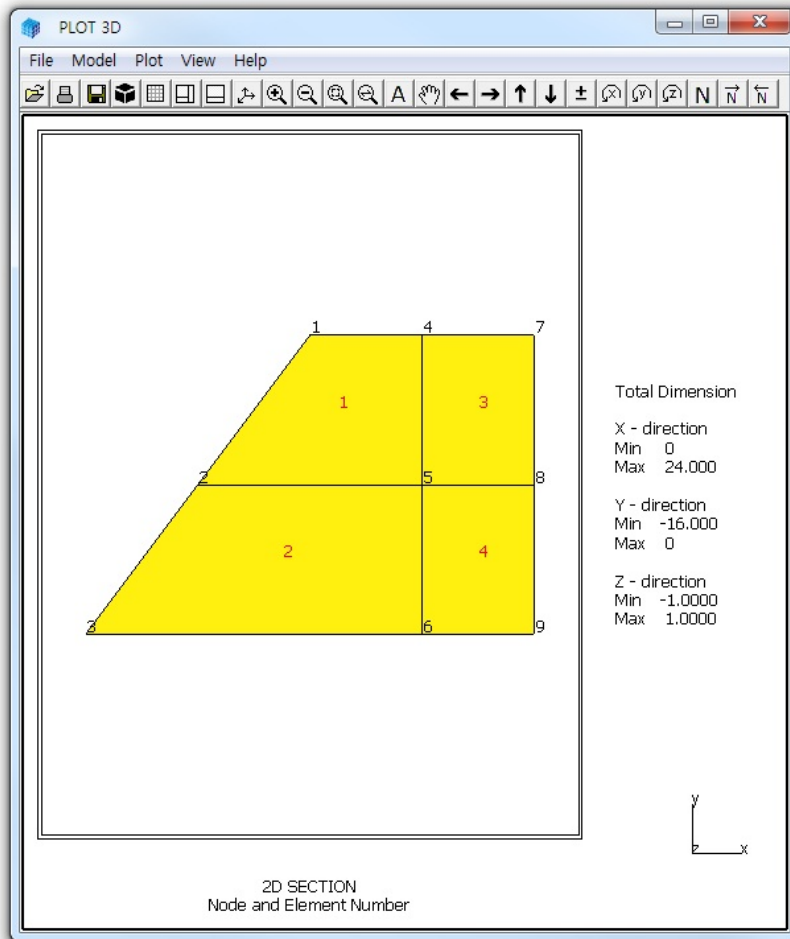 PLOT 3D
File Model Plot View Help
A x y z N N N
1 4 7
1 3
2 5 8
2 4
3 6 9
Total Dimension
X - direction
Min 0
Max 24.000
Y - direction
Min -16.000
Max 0
Z - direction
Min -1.0000
Max 1.0000
y
z x
2D SECTION
Node and Element Number